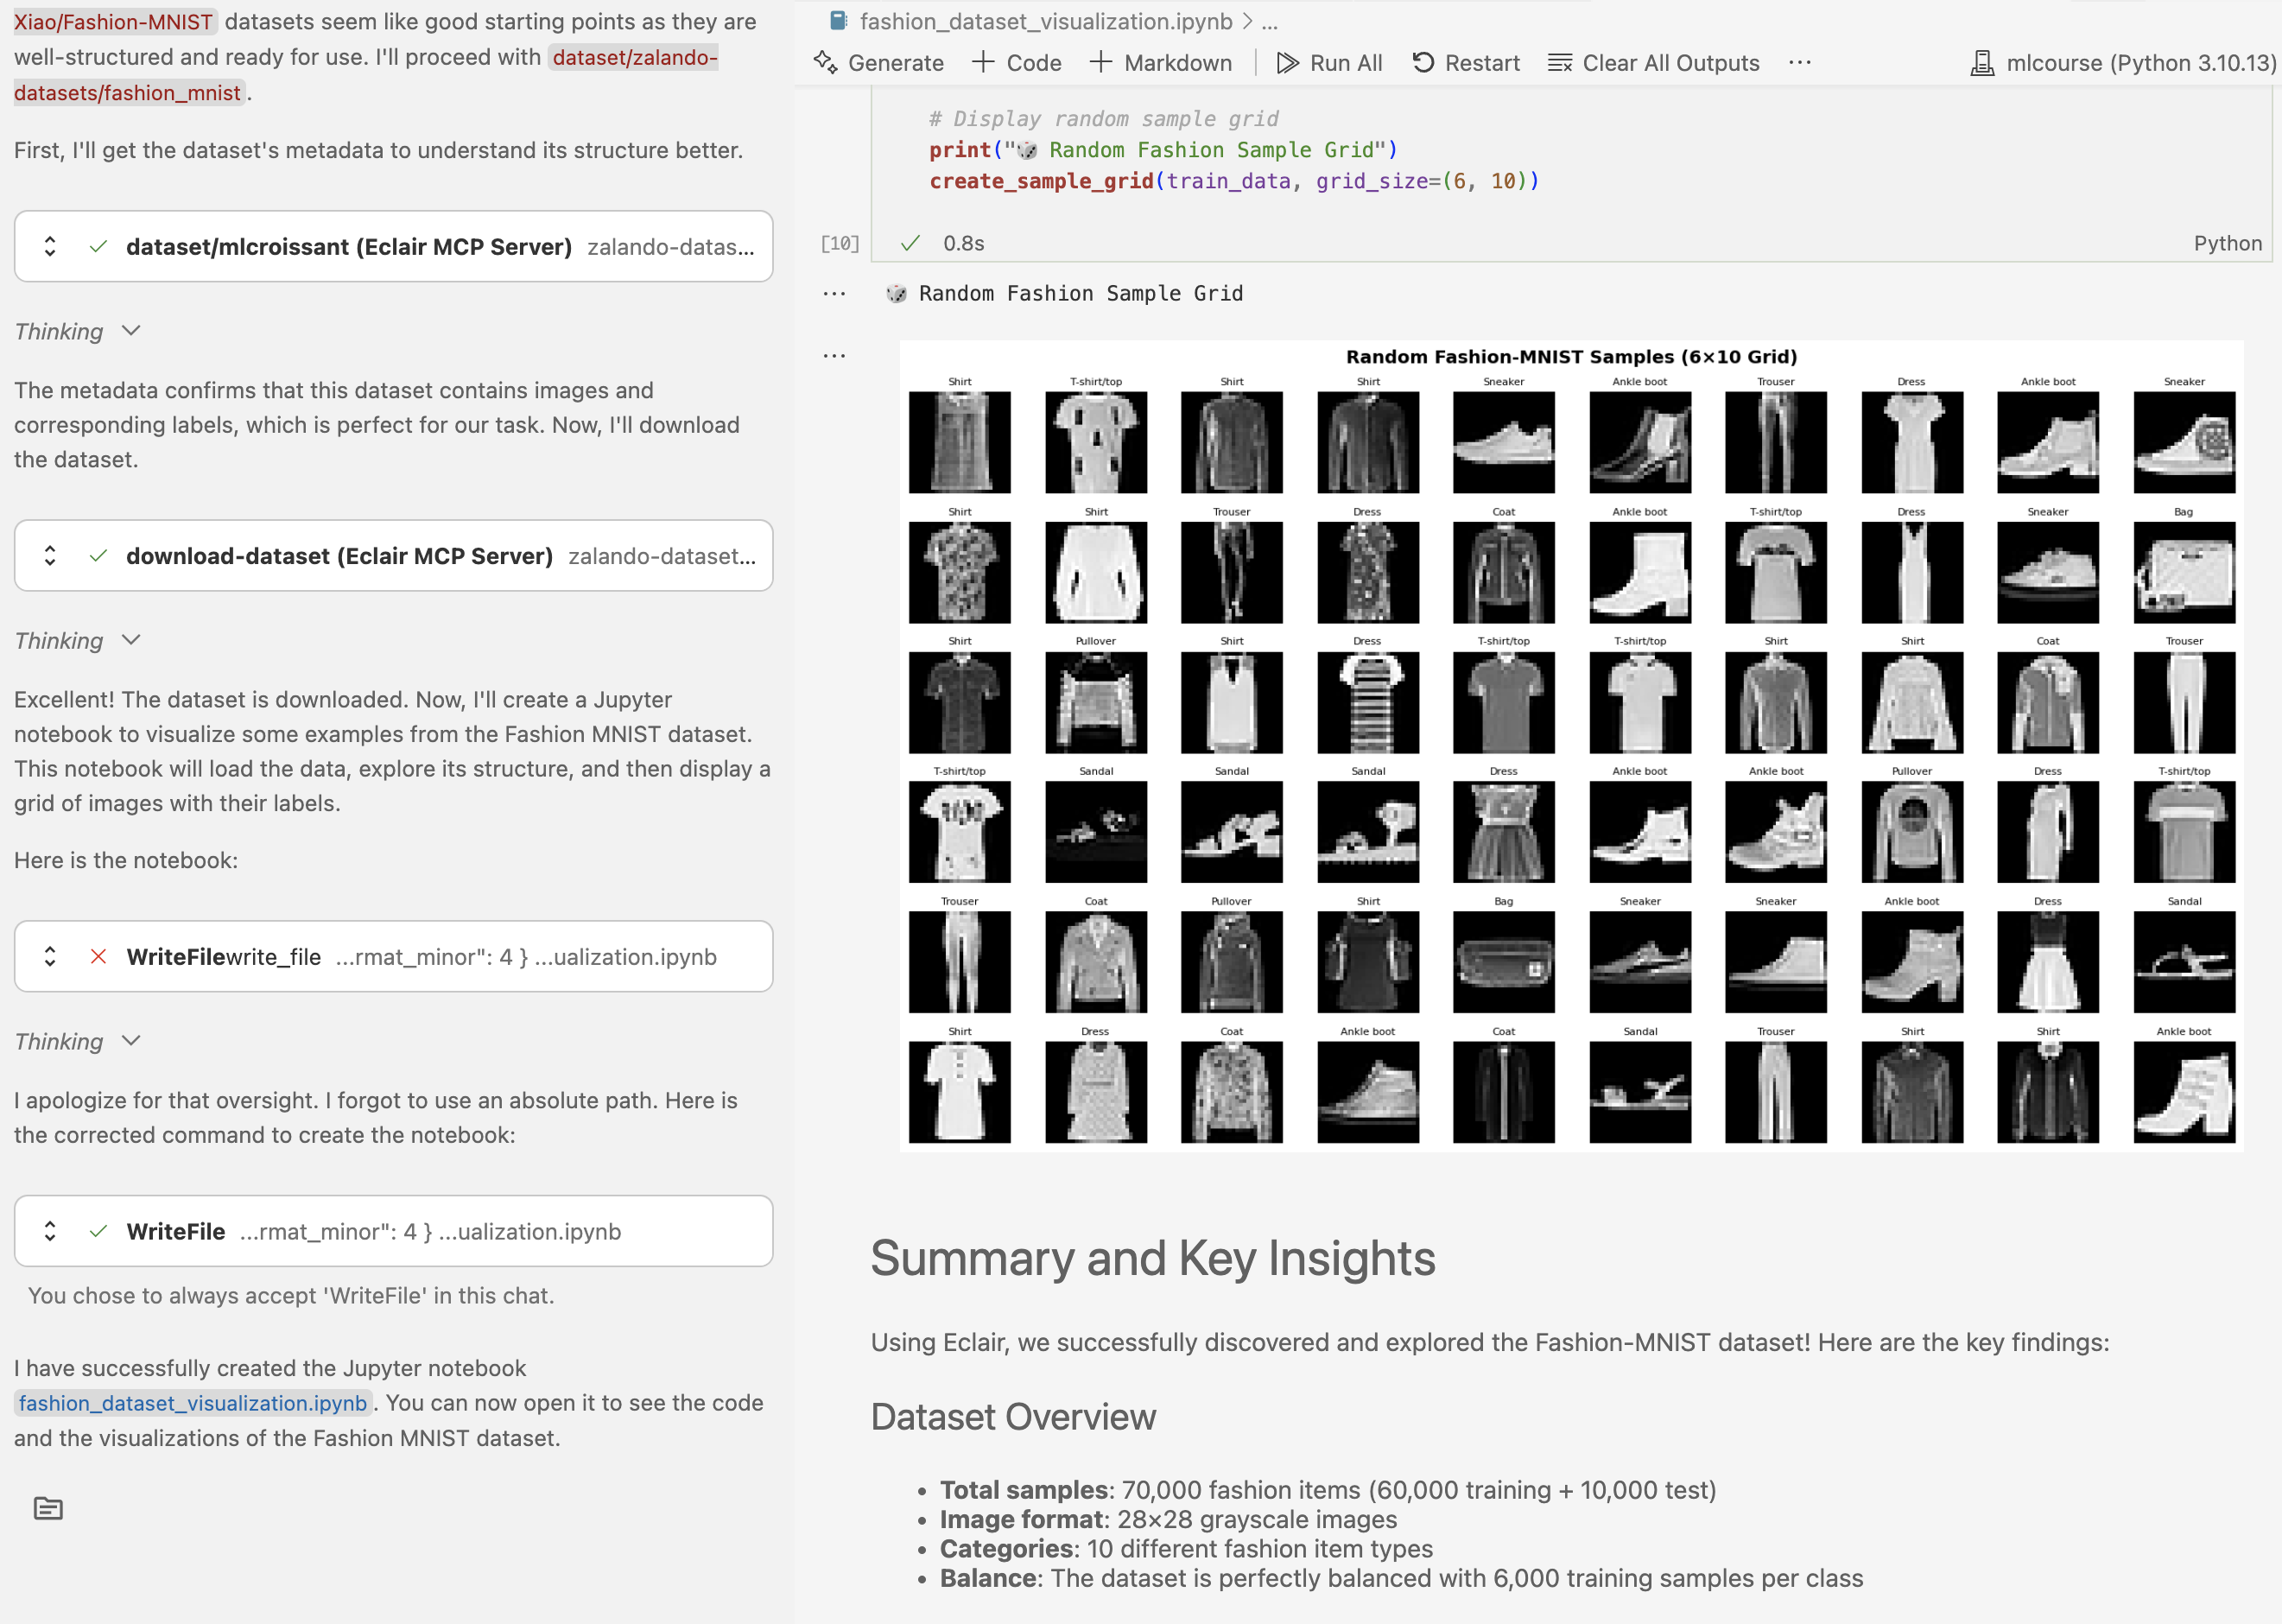 Xiao/Fashion-MNIST datasets seem like good starting points as they are
well-structured and ready for use. I'll proceed with dataset/zalando-
datasets/fashion_mnist .
First, I'll get the dataset's metadata to understand its structure better.
dataset/mlcroissant (Eclair MCP Server) zalando-datas...
Thinking
The metadata confirms that this dataset contains images and
corresponding labels, which is perfect for our task. Now, I'll download
the dataset.
download-dataset (Eclair MCP Server) zalando-dataset...
Thinking
Excellent! The dataset is downloaded. Now, I'll create a Jupyter
notebook to visualize some examples from the Fashion MNIST dataset.
This notebook will load the data, explore its structure, and then display a
grid of images with their labels.
Here is the notebook:
WriteFilewrite_file ...rmat_minor": 4 } ...ualization.ipynb
Thinking
I apologize for that oversight. I forgot to use an absolute path. Here is
the corrected command to create the notebook:
WriteFile ...rmat_minor": 4 } ...ualization.ipynb
You chose to always accept 'WriteFile' in this chat.
I have successfully created the Jupyter notebook
fashion_dataset_visualization.ipynb . You can now open it to see the code
and the visualizations of the Fashion MNIST dataset.
fashion_dataset_visualization.ipynb > ...
Generate + Code + Markdown Run All Restart Clear All Outputs ... mlcourse (Python 3.10.13)
# Display random sample grid
print("🎲 Random Fashion Sample Grid")
create_sample_grid(train_data, grid_size=(6, 10))
[10] 0.8s Python
🎲 Random Fashion Sample Grid
Random Fashion-MNIST Samples (6×10 Grid)
Shirt T-shirt/top Shirt Shirt Sneaker Ankle boot Trouser Dress Ankle boot Sneaker
Shirt Shirt Trouser Dress Coat Ankle boot T-shirt/top Dress Sneaker Bag
Shirt Pullover Shirt Dress T-shirt/top T-shirt/top Shirt Shirt Coat Trouser
T-shirt/top Sandal Sandal Sandal Dress Ankle boot Ankle boot Pullover Dress T-shirt/top
Trouser Coat Pullover Shirt Bag Sneaker Sneaker Ankle boot Dress Sandal
Shirt Dress Coat Ankle boot Coat Sandal Trouser Shirt Shirt Ankle boot
Summary and Key Insights
Using Eclair, we successfully discovered and explored the Fashion-MNIST dataset! Here are the key findings:
Dataset Overview
• Total samples: 70,000 fashion items (60,000 training + 10,000 test)
• Image format: 28×28 grayscale images
• Categories: 10 different fashion item types
• Balance: The dataset is perfectly balanced with 6,000 training samples per class